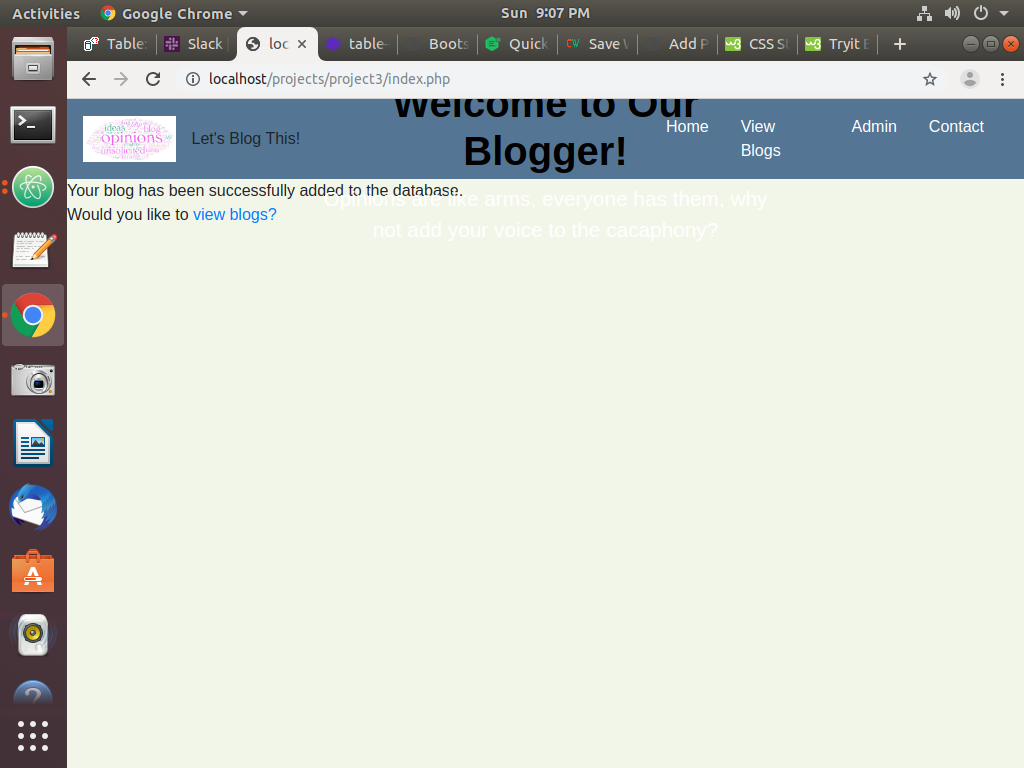 Activities
Google Chrome
Sun 9:07 PM
Table
Slack
loc
table-
Boots
Quick
CW
Save
Add P
W3
CSS S
W3
Tryit E
localhost/projects/project3/index.php
Welcome to Our
Blogger!
ideas
blog
opinions
unsolicited
Let's Blog This!
Home
View
Blogs
Admin
Contact
Your blog has been successfully added to the database.
Would you like to view blogs?
Opinions are like arms, everyone has them, why
not add your voice to the cacaphony?